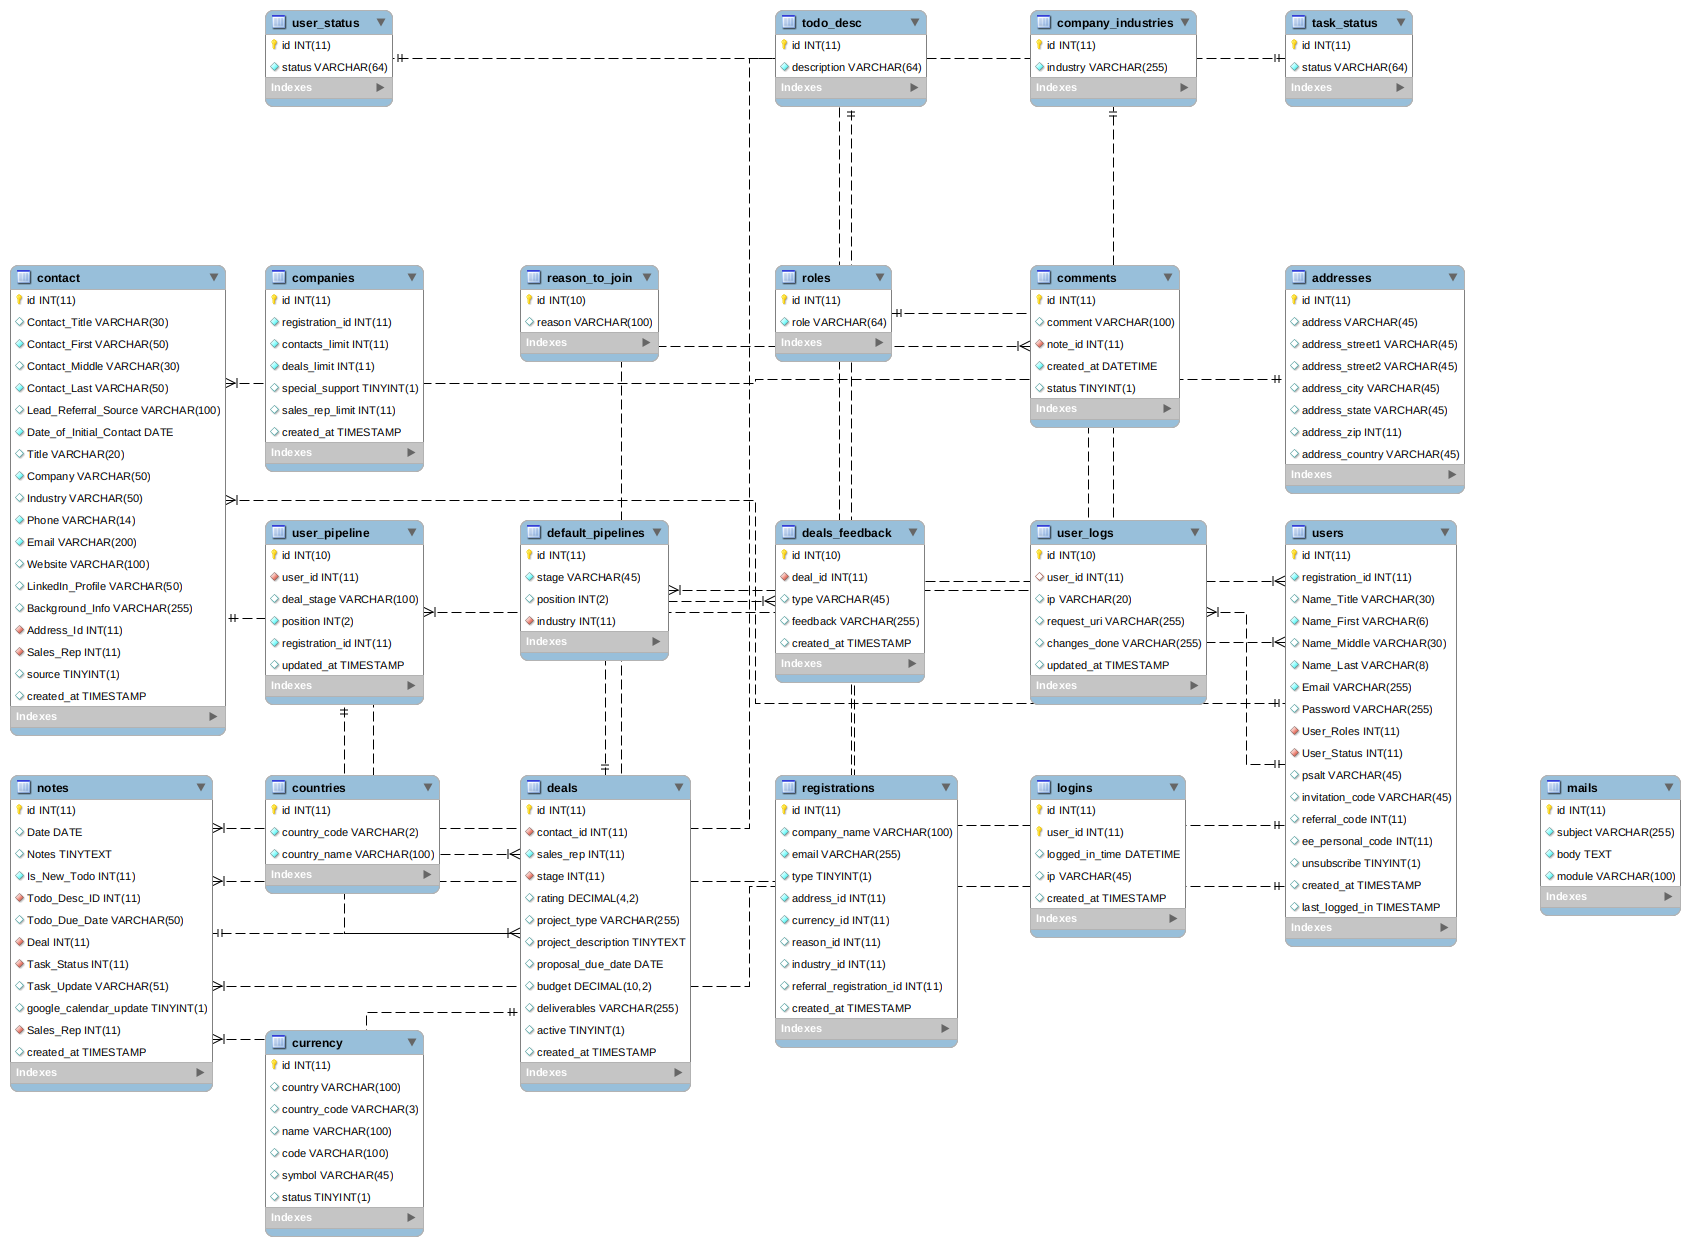 user_status
id INT(11)
status VARCHAR(64)
Indexes
todo_desc
id INT(11)
description VARCHAR(64)
Indexes
company_industries
id INT(11)
industry VARCHAR(255)
Indexes
task_status
id INT(11)
status VARCHAR(64)
Indexes
contact
id INT(11)
Contact_Title VARCHAR(30)
Contact_First VARCHAR(50)
Contact_Middle VARCHAR(30)
Contact_Last VARCHAR(50)
Lead_Referral_Source VARCHAR(100)
Date_of_Initial_Contact DATE
Title VARCHAR(20)
Company VARCHAR(50)
Industry VARCHAR(50)
Phone VARCHAR(14)
Email VARCHAR(200)
Website VARCHAR(100)
LinkedIn_Profile VARCHAR(50)
Background_Info VARCHAR(255)
Address_Id INT(11)
Sales_Rep INT(11)
source TINYINT(1)
created_at TIMESTAMP
Indexes
companies
id INT(11)
registration_id INT(11)
contacts_limit INT(11)
deals_limit INT(11)
special_support TINYINT(1)
sales_rep_limit INT(11)
created_at TIMESTAMP
Indexes
reason_to_join
id INT(10)
reason VARCHAR(100)
Indexes
roles
id INT(11)
role VARCHAR(64)
Indexes
comments
id INT(11)
comment VARCHAR(100)
note_id INT(11)
created_at DATETIME
status TINYINT(1)
Indexes
addresses
id INT(11)
address VARCHAR(45)
address_street1 VARCHAR(45)
address_street2 VARCHAR(45)
address_city VARCHAR(45)
address_state VARCHAR(45)
address_zip INT(11)
address_country VARCHAR(45)
Indexes
user_pipeline
id INT(10)
user_id INT(11)
deal_stage VARCHAR(100)
position INT(2)
registration_id INT(11)
updated_at TIMESTAMP
Indexes
default_pipelines
id INT(11)
stage VARCHAR(45)
position INT(2)
industry INT(11)
Indexes
deals_feedback
id INT(10)
deal_id INT(11)
type VARCHAR(45)
feedback VARCHAR(255)
created_at TIMESTAMP
Indexes
user_logs
id INT(10)
user_id INT(11)
ip VARCHAR(20)
request_uri VARCHAR(255)
changes_done VARCHAR(255)
updated_at TIMESTAMP
Indexes
users
id INT(11)
registration_id INT(11)
Name_Title VARCHAR(30)
Name_First VARCHAR(6)
Name_Middle VARCHAR(30)
Name_Last VARCHAR(8)
Email VARCHAR(255)
Password VARCHAR(255)
User_Roles INT(11)
User_Status INT(11)
psalt VARCHAR(45)
invitation_code VARCHAR(45)
referral_code INT(11)
ee_personal_code INT(11)
unsubscribe TINYINT(1)
created_at TIMESTAMP
last_logged_in TIMESTAMP
Indexes
notes
id INT(11)
Date DATE
Notes TINYTEXT
Is_New_Todo INT(11)
Todo_Desc_ID INT(11)
Todo_Due_Date VARCHAR(50)
Deal INT(11)
Task_Status INT(11)
Task_Update VARCHAR(51)
google_calendar_update TINYINT(1)
Sales_Rep INT(11)
created_at TIMESTAMP
Indexes
countries
id INT(11)
country_code VARCHAR(2)
country_name VARCHAR(100)
Indexes
deals
id INT(11)
contact_id INT(11)
sales_rep INT(11)
stage INT(11)
rating DECIMAL(4,2)
project_type VARCHAR(255)
project_description TINYTEXT
proposal_due_date DATE
budget DECIMAL(10,2)
deliverables VARCHAR(255)
active TINYINT(1)
created_at TIMESTAMP
Indexes
registrations
id INT(11)
company_name VARCHAR(100)
email VARCHAR(255)
type TINYINT(1)
address_id INT(11)
currency_id INT(11)
reason_id INT(11)
industry_id INT(11)
referral_registration_id INT(11)
created_at TIMESTAMP
Indexes
logins
id INT(11)
user_id INT(11)
logged_in_time DATETIME
ip VARCHAR(45)
created_at TIMESTAMP
Indexes
mails
id INT(11)
subject VARCHAR(255)
body TEXT
module VARCHAR(100)
Indexes
currency
id INT(11)
country VARCHAR(100)
country_code VARCHAR(3)
name VARCHAR(100)
code VARCHAR(100)
symbol VARCHAR(45)
status TINYINT(1)
Indexes